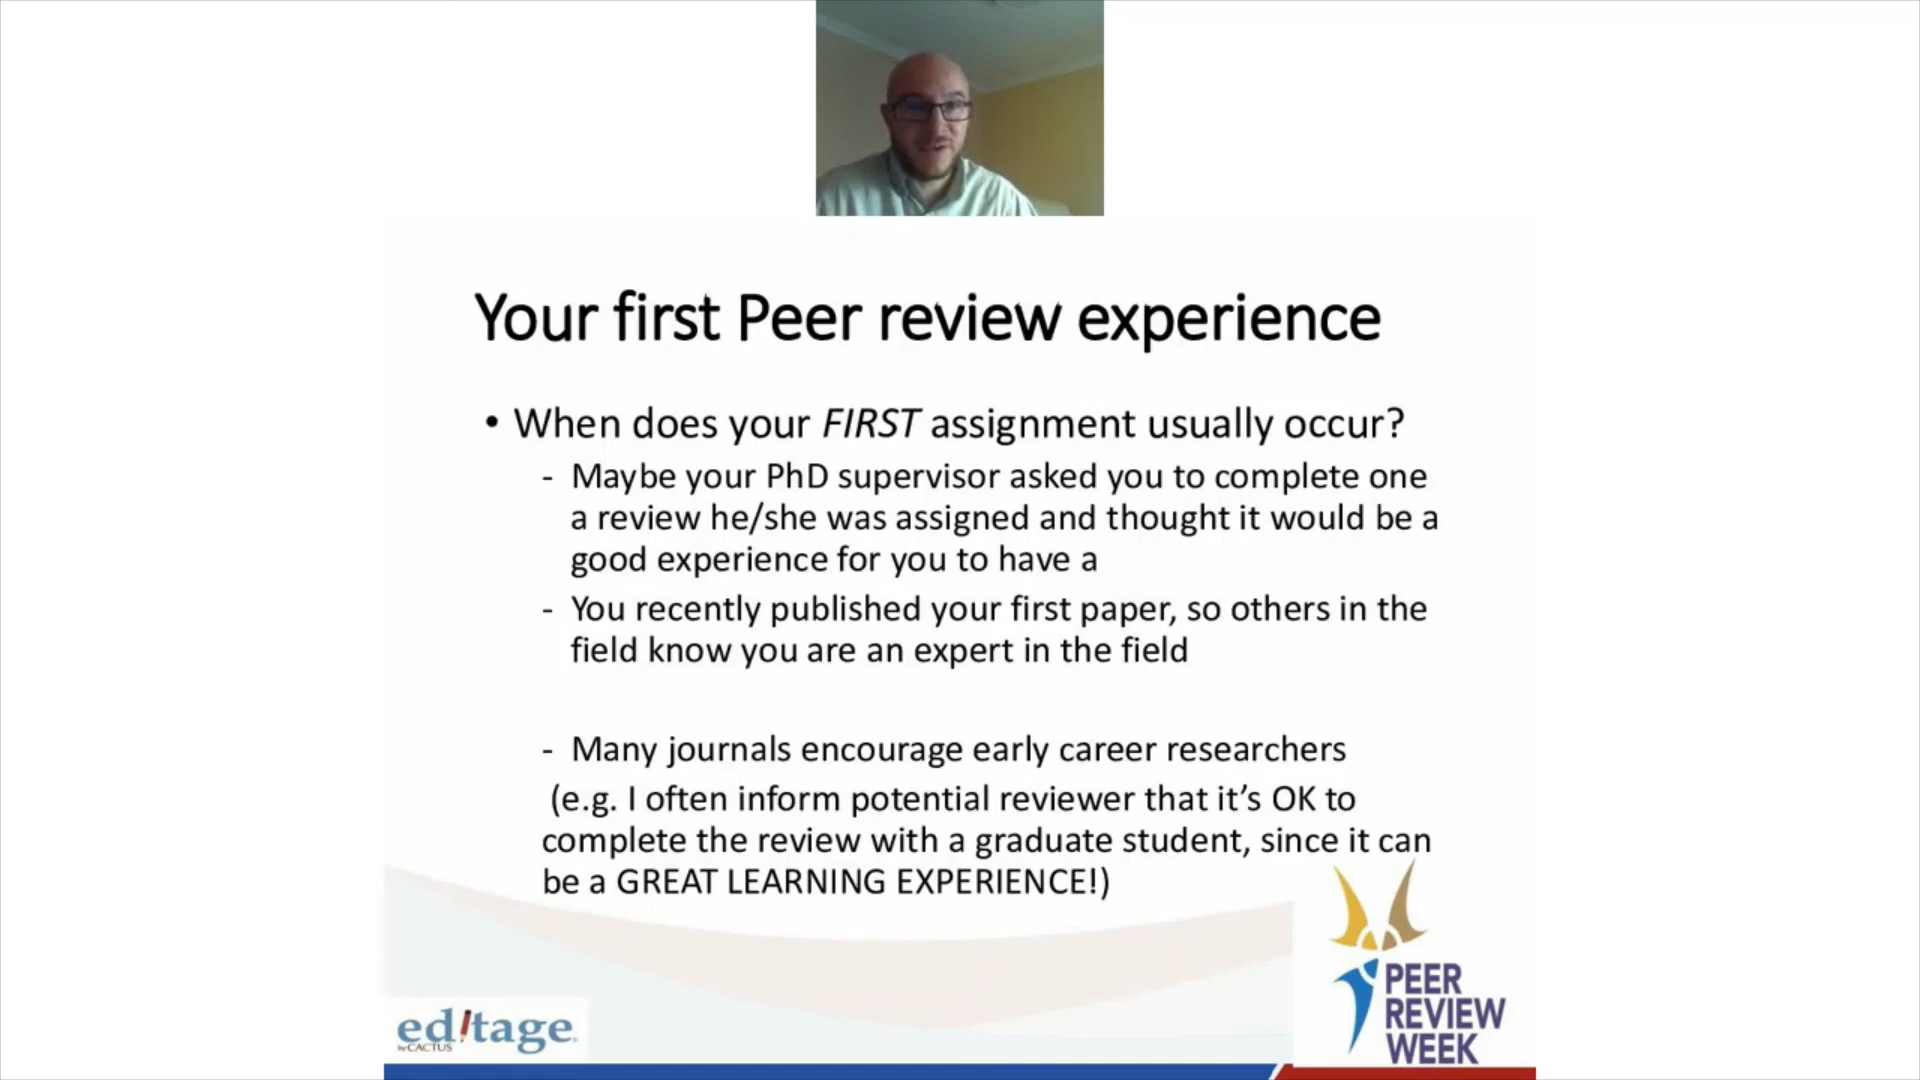 Your first Peer review experience
• When does your FIRST assignment usually occur?
- Maybe your PhD supervisor asked you to complete one
a review he/she was assigned and thought it would be a
good experience for you to have a
- You recently published your first paper, so others in the
field know you are an expert in the field
- Many journals encourage early career researchers
(e.g. I often inform potential reviewer that it’s OK to
complete the review with a graduate student, since it can
be a GREAT LEARNING EXPERIENCE!)
editage
by CACTUS
PEER
REVIEW
WEEK